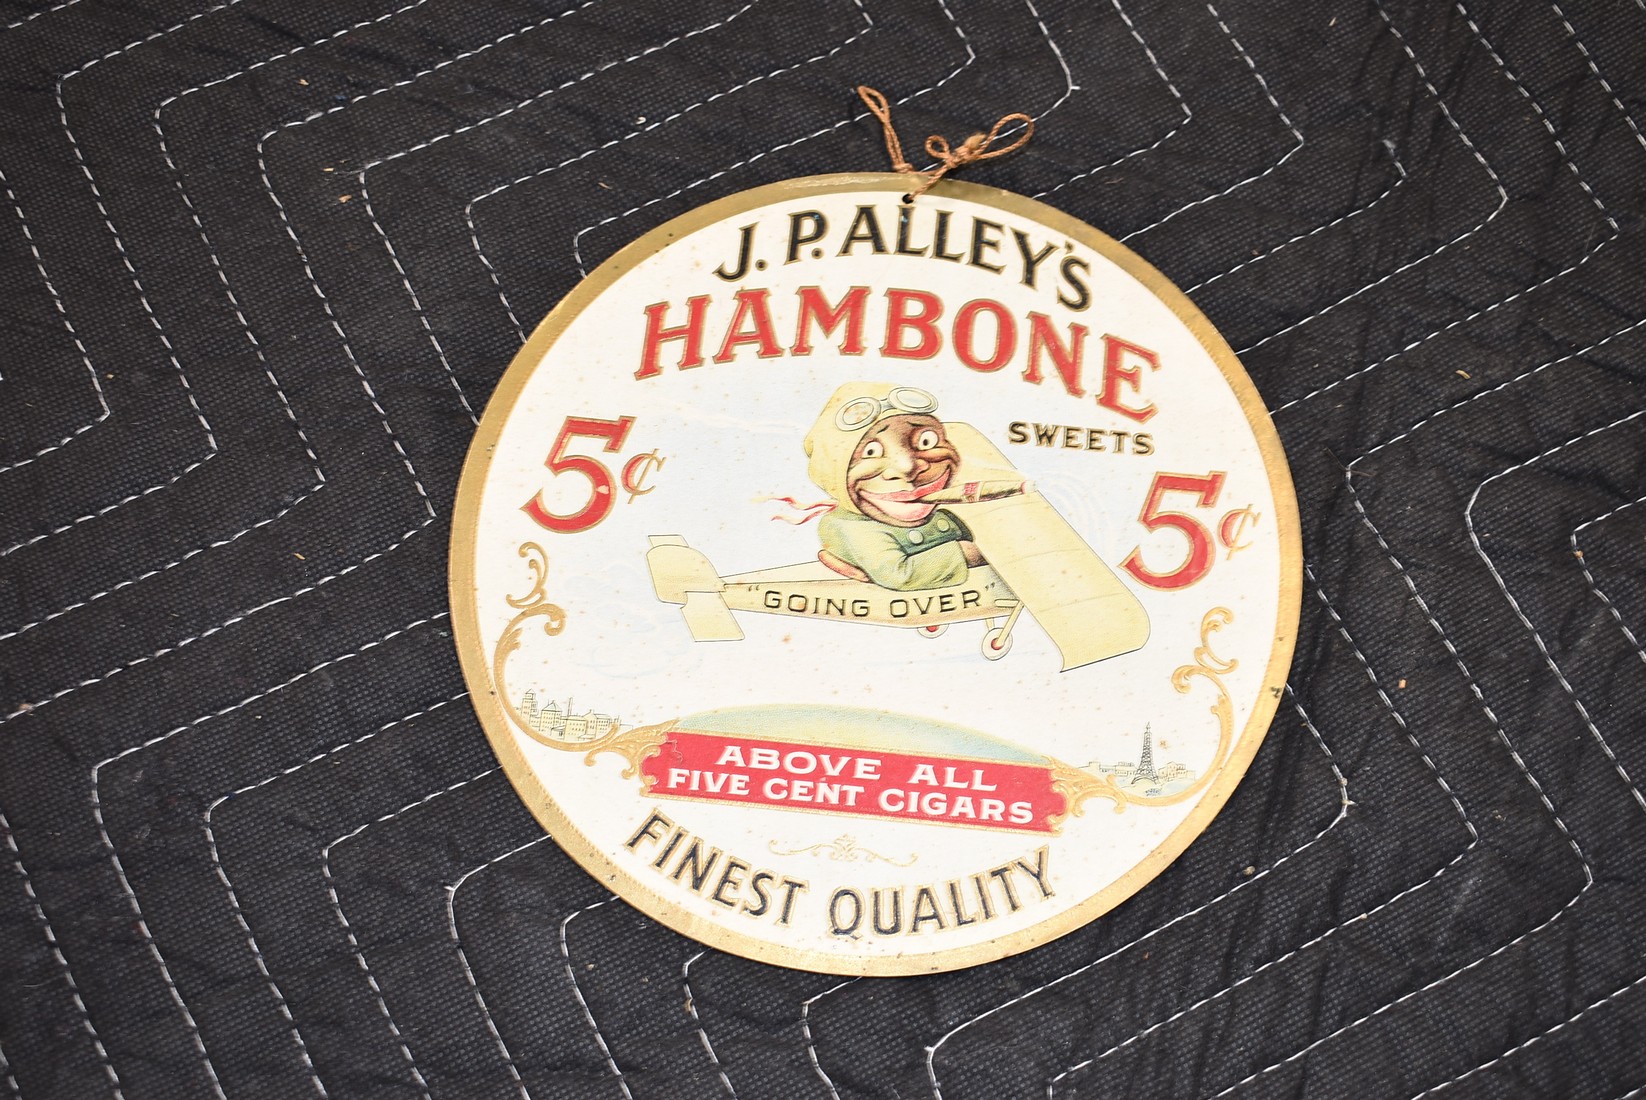 J. P. ALLEY'S
HAMBONE
SWEETS
5¢
5¢
"GOING OVER"
ABOVE ALL
FIVE CENT CIGARS
FINEST QUALITY